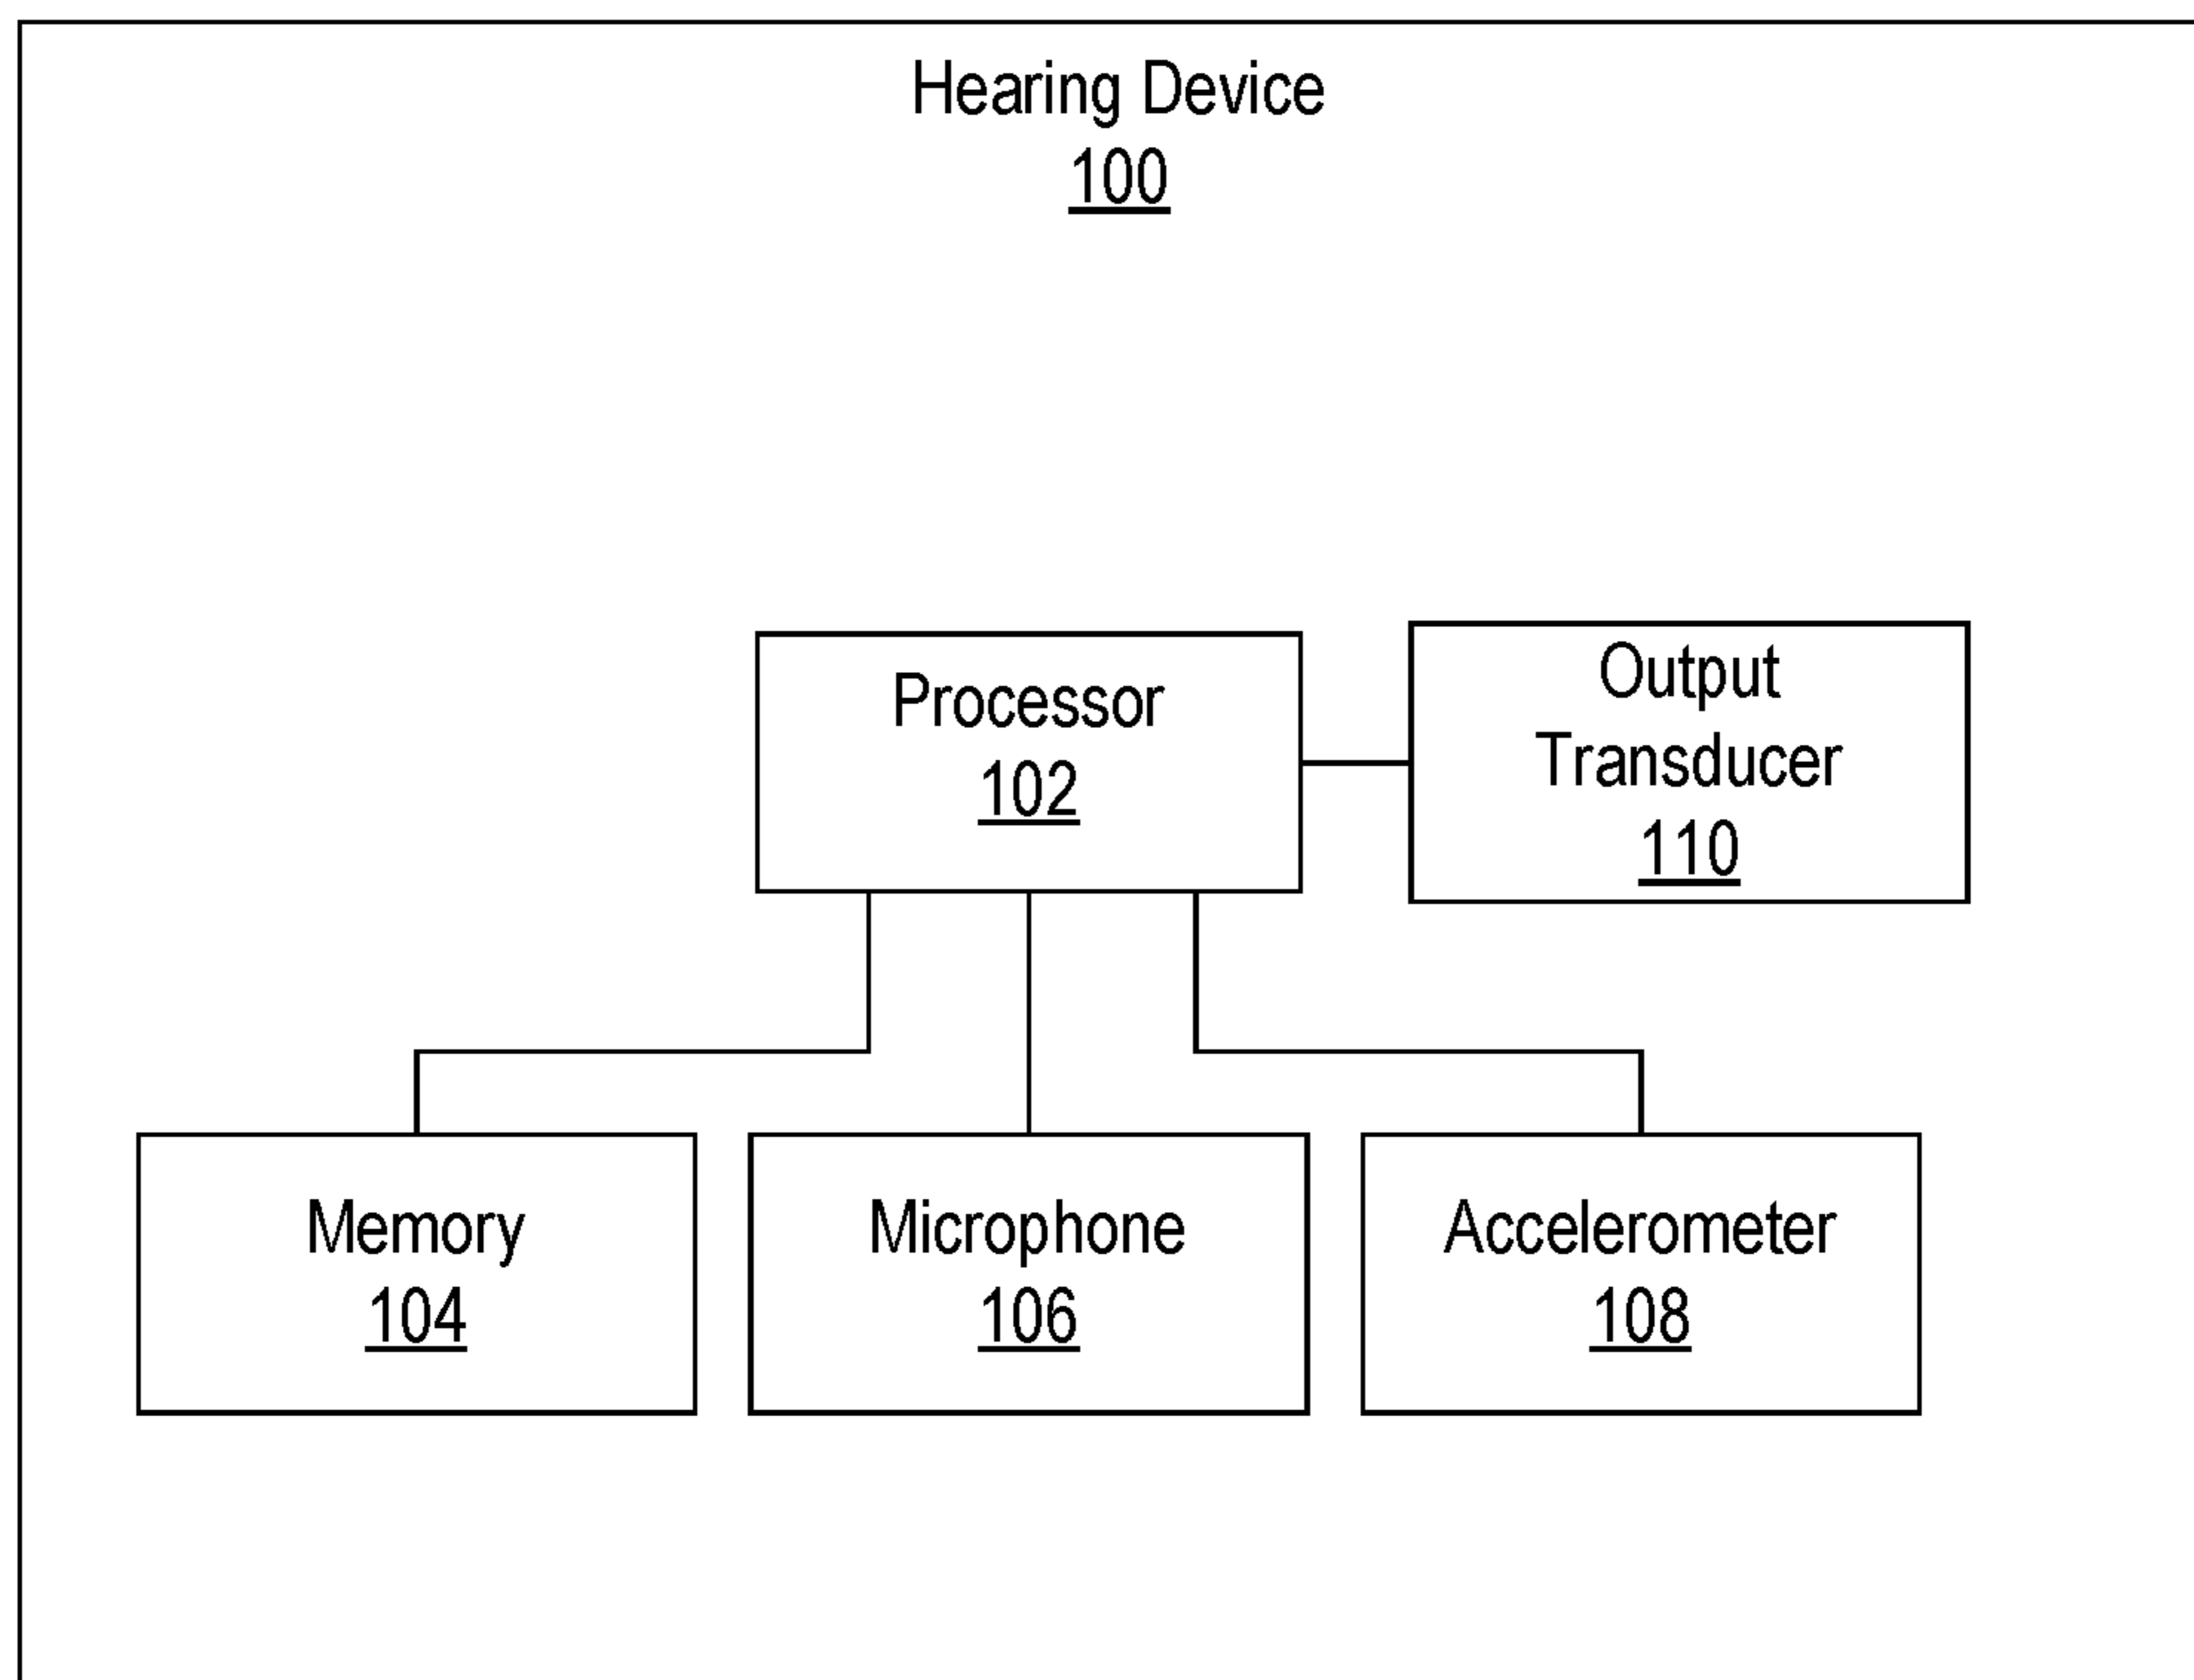 Hearing Device
100
Processor
102
Output
Transducer
110
Memory
104
Microphone
106
Accelerometer
108